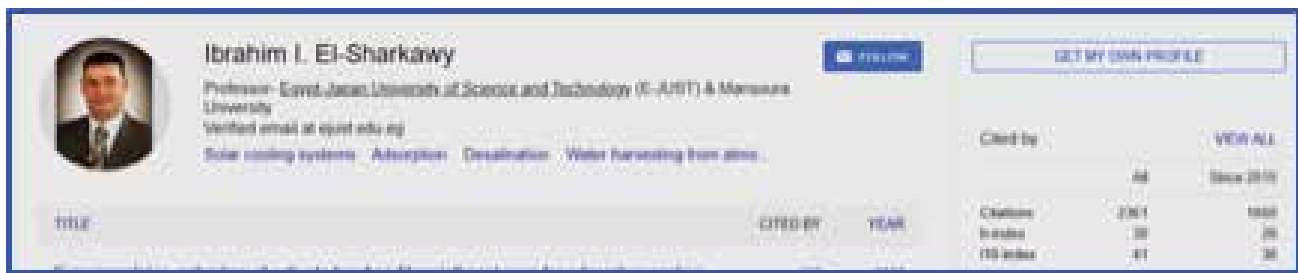 Ibrahim I. El-Sharkawy
FOLLOW
Professor- Egypt-Japan University of Science and Technology (E-JUST) & Mansoura
University
Verified email at ejust.edu.eg
Solar cooling systems Adsorption Desalination Water harvesting from atmo...
TITLE CITED BY YEAR
GET MY OWN PROFILE
Cited by VIEW ALL
All Since
Citations 2361
h-index
i10-index 41